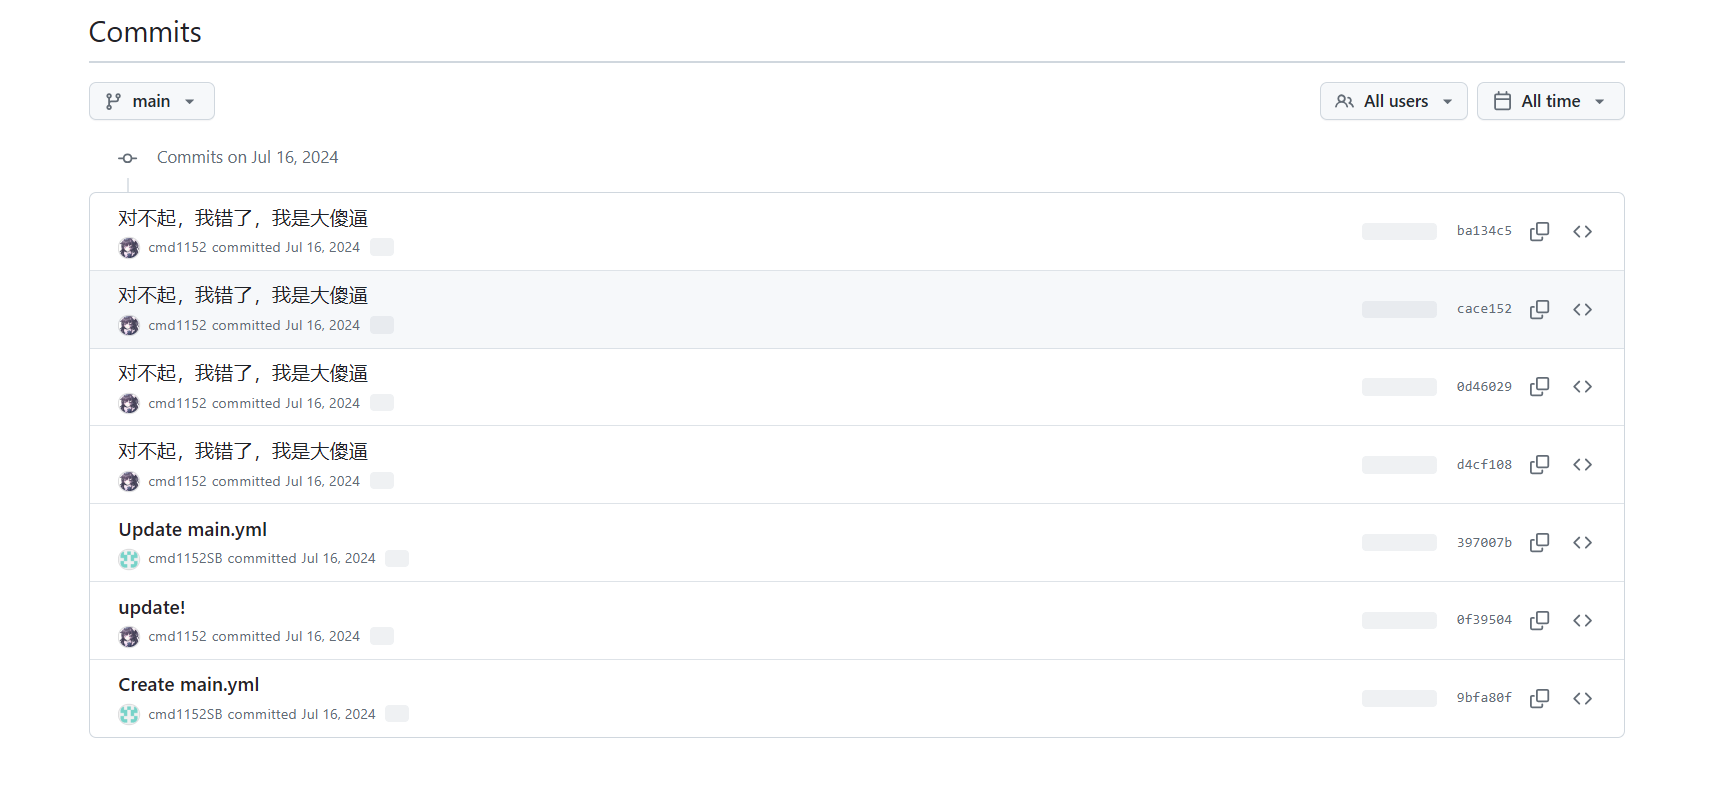 Commits
main
All users
All time
Commits on Jul 16, 2024
对不起，我错了，我是大傻逼
cmd1152 committed Jul 16, 2024
ba134c5
对不起，我错了，我是大傻逼
cmd1152 committed Jul 16, 2024
cace152
对不起，我错了，我是大傻逼
cmd1152 committed Jul 16, 2024
0d46029
对不起，我错了，我是大傻逼
cmd1152 committed Jul 16, 2024
d4cf108
Update main.yml
cmd1152SB committed Jul 16, 2024
397007b
update!
cmd1152 committed Jul 16, 2024
0f39504
Create main.yml
cmd1152SB committed Jul 16, 2024
9bfa80f